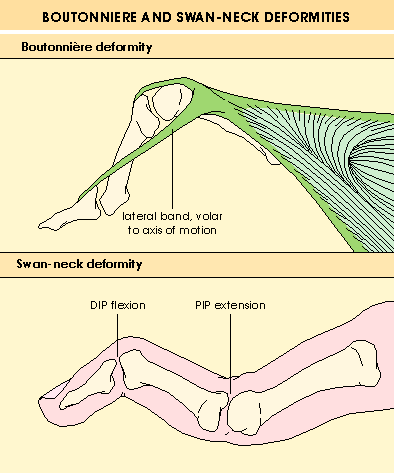 BOUTONNIERE AND SWAN-NECK DEFORMITIES
Boutonnière deformity
lateral band, volar
to axis of motion
Swan-neck deformity
DIP flexion PIP extension